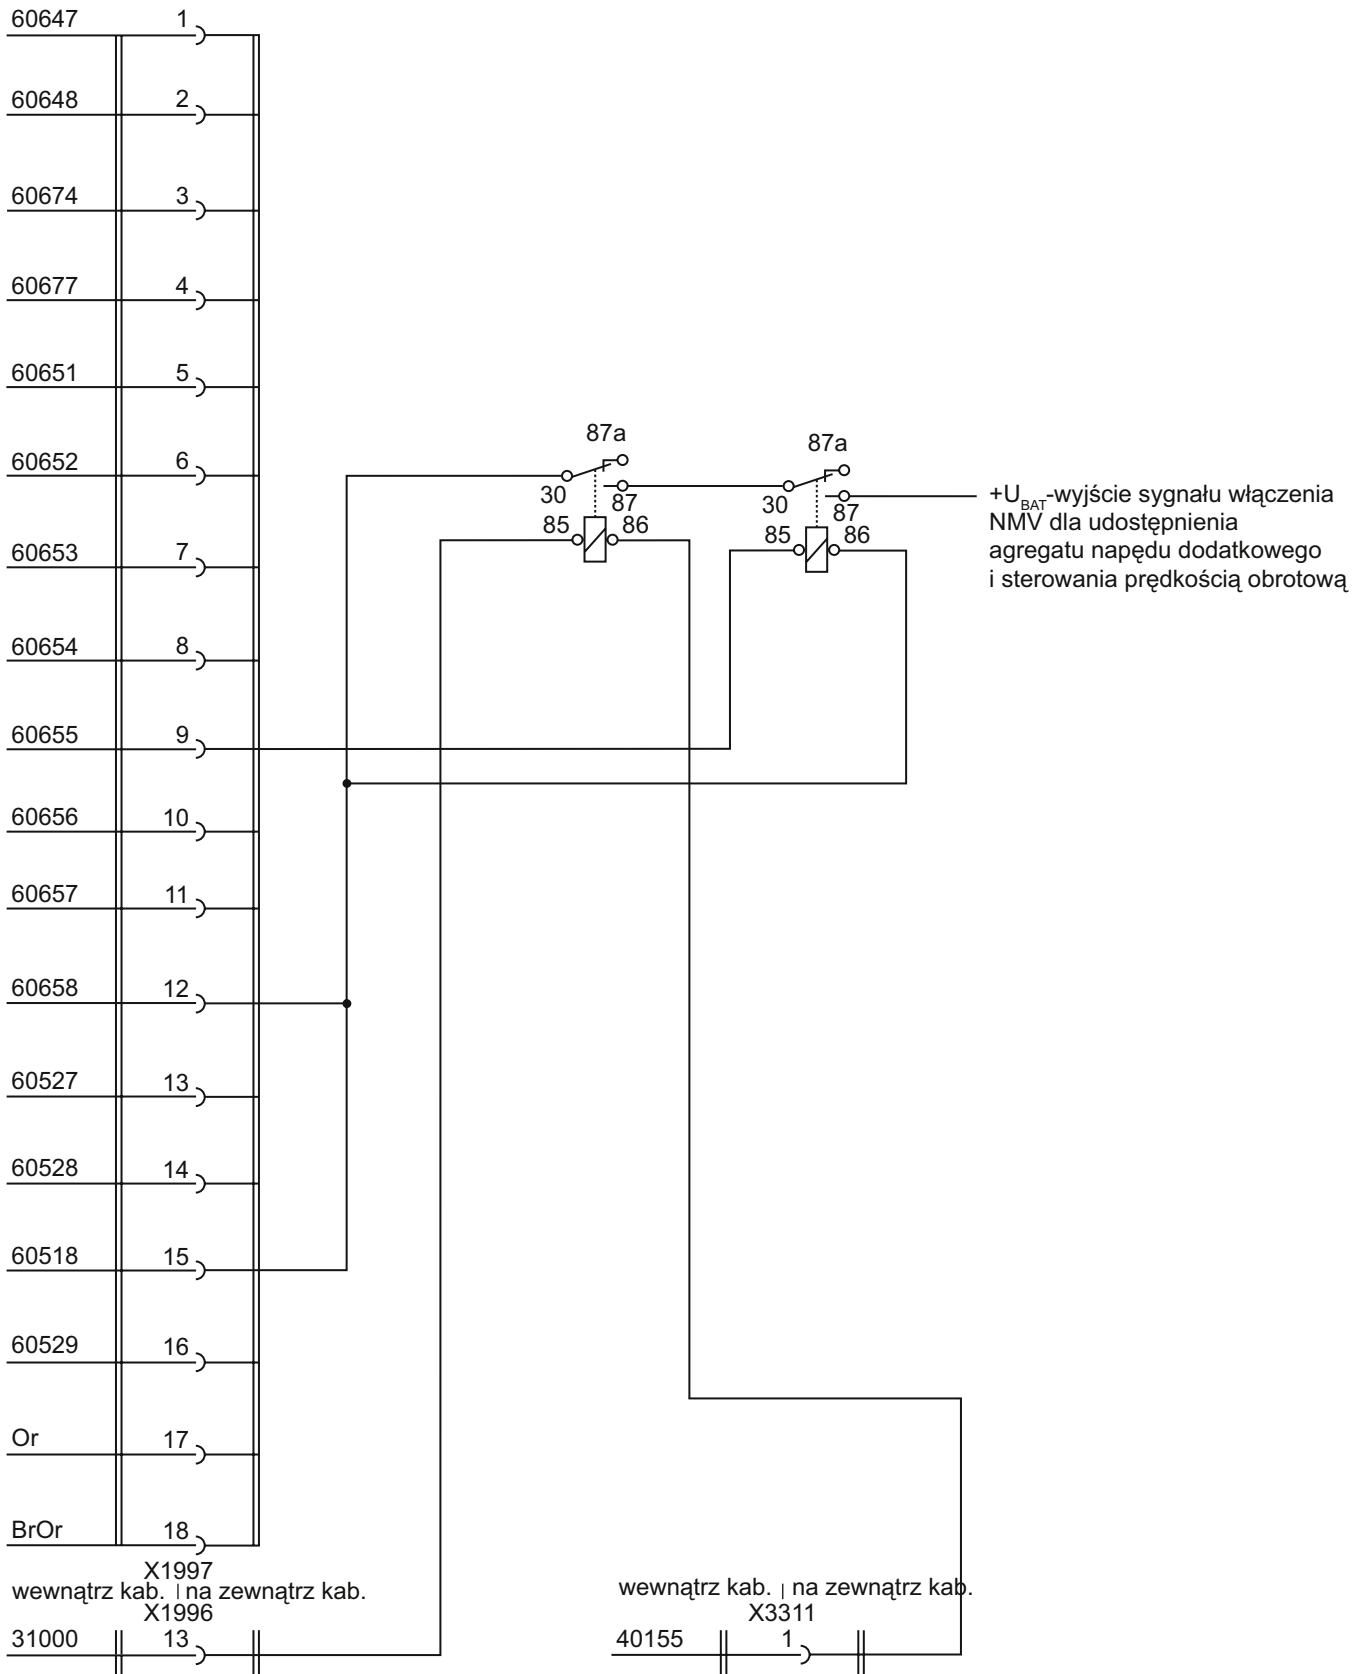 60647 1
60648 2
60674 3
60677 4
60651 5
87a
87a
60652 6
30
87
30
87
+U_BAT-wyjście sygnału włączenia
NMV dla udostępnienia
agregatu napędu dodatkowego
i sterowania prędkością obrotową
85 86
85 86
60653 7
60654 8
60655 9
60656 10
60657 11
60658 12
60527 13
60528 14
60518 15
60529 16
Or 17
BrOr 18
X1997
wewnątrz kab. | na zewnątrz kab.
X1996
31000 13
wewnątrz kab. | na zewnątrz kab.
X3311
40155 1